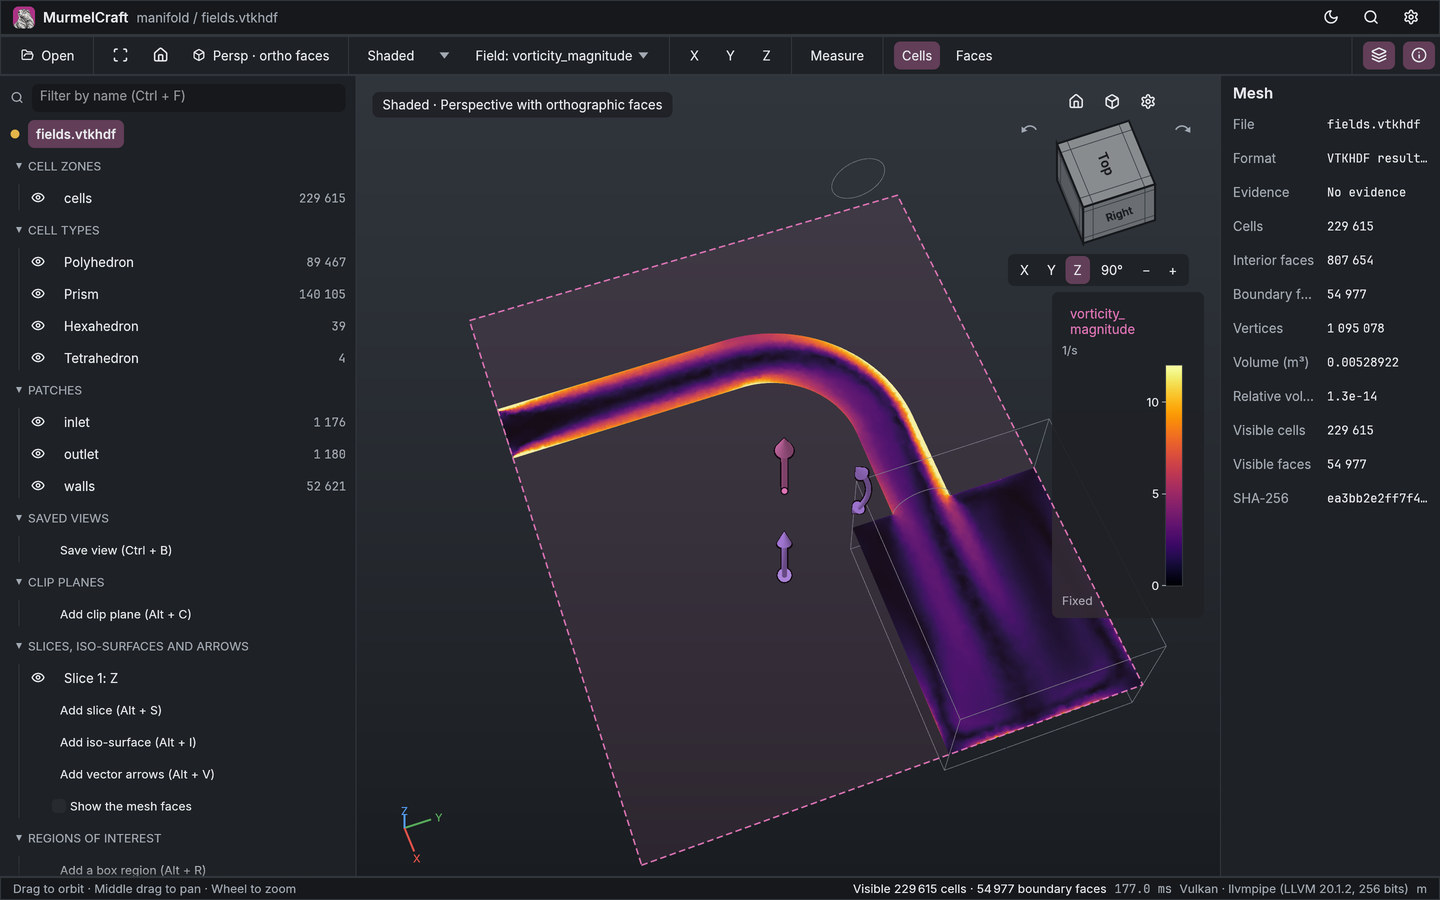 MurmelCraft manifold / fields.vtkhdf
Open Persp · ortho faces Shaded Field: vorticity_magnitude X Y Z Measure Cells Faces
Filter by name (Ctrl + F)
fields.vtkhdf
CELL ZONES
cells 229 615
CELL TYPES
Polyhedron 89 467
Prism 140 105
Hexahedron 39
Tetrahedron 4
PATCHES
inlet 1 176
outlet 1 180
walls 52 621
SAVED VIEWS
Save view (Ctrl + B)
CLIP PLANES
Add clip plane (Alt + C)
SLICES, ISO-SURFACES AND ARROWS
Slice 1: Z
Add slice (Alt + S)
Add iso-surface (Alt + I)
Add vector arrows (Alt + V)
Show the mesh faces
REGIONS OF INTEREST
Add a box region (Alt + R)
Shaded · Perspective with orthographic faces
Top
Right
X Y Z 90° − +
vorticity_
magnitude
1/s
10
5
0
Fixed
Z
Y
X
Mesh
File fields.vtkhdf
Format VTKHDF result…
Evidence No evidence
Cells 229 615
Interior faces 807 654
Boundary f… 54 977
Vertices 1 095 078
Volume (m³) 0.00528922
Relative vol… 1.3e-14
Visible cells 229 615
Visible faces 54 977
SHA-256 ea3bb2e2ff7f4…
Drag to orbit · Middle drag to pan · Wheel to zoom
Visible 229 615 cells · 54 977 boundary faces 177.0 ms Vulkan · llvmpipe (LLVM 20.1.2, 256 bits) m